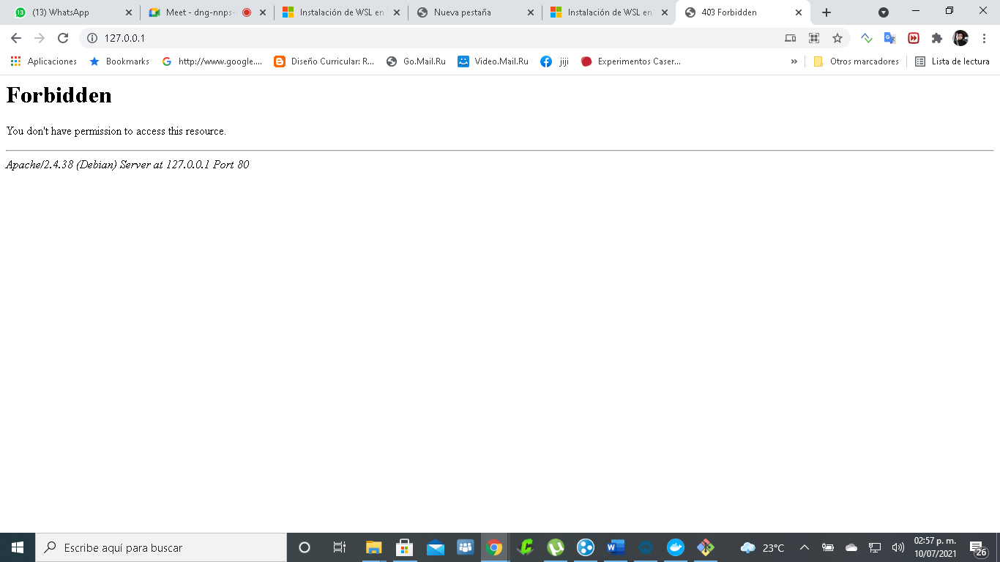 13 (13) WhatsApp
Meet - dng-nnps-
Instalación de WSL en
Nueva pestaña
Instalación de WSL en
403 Forbidden
127.0.0.1
Aplicaciones
Bookmarks
http://www.google....
Diseño Curricular: R...
Go.Mail.Ru
Video.Mail.Ru
jiji
Experimentos Caser...
»
Otros marcadores
Lista de lectura
Forbidden
You don't have permission to access this resource.
Apache/2.4.38 (Debian) Server at 127.0.0.1 Port 80
Escribe aquí para buscar
23°C
02:57 p. m.
10/07/2021
26